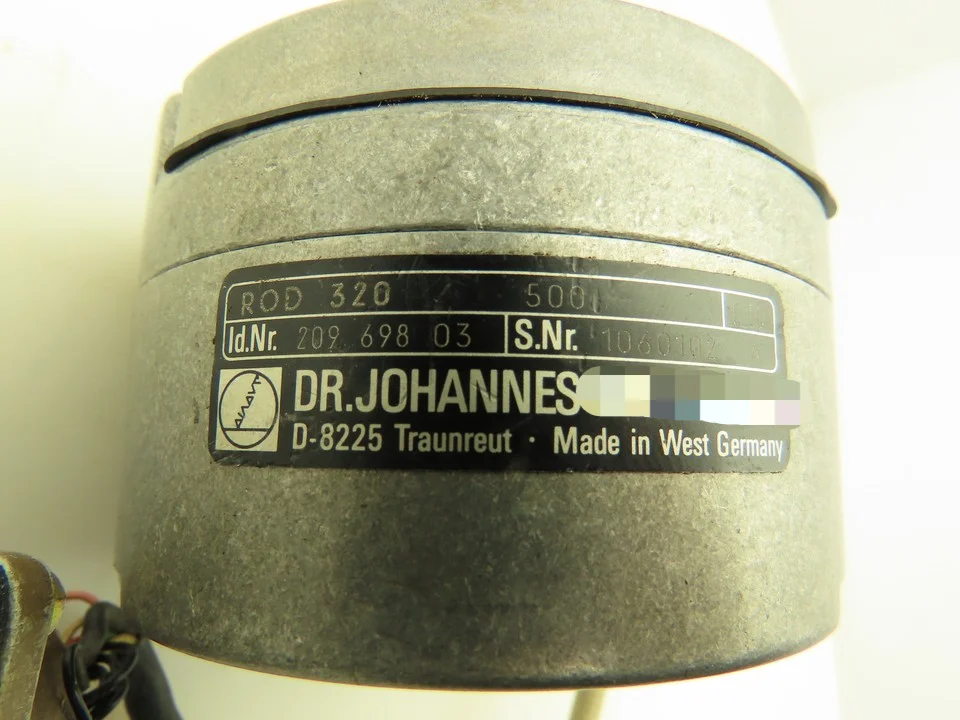 ROD 320 500
Id.Nr. 209 698 03 S.Nr. 1060102
DR.JOHANNES
D-8225 Traunreut · Made in West Germany